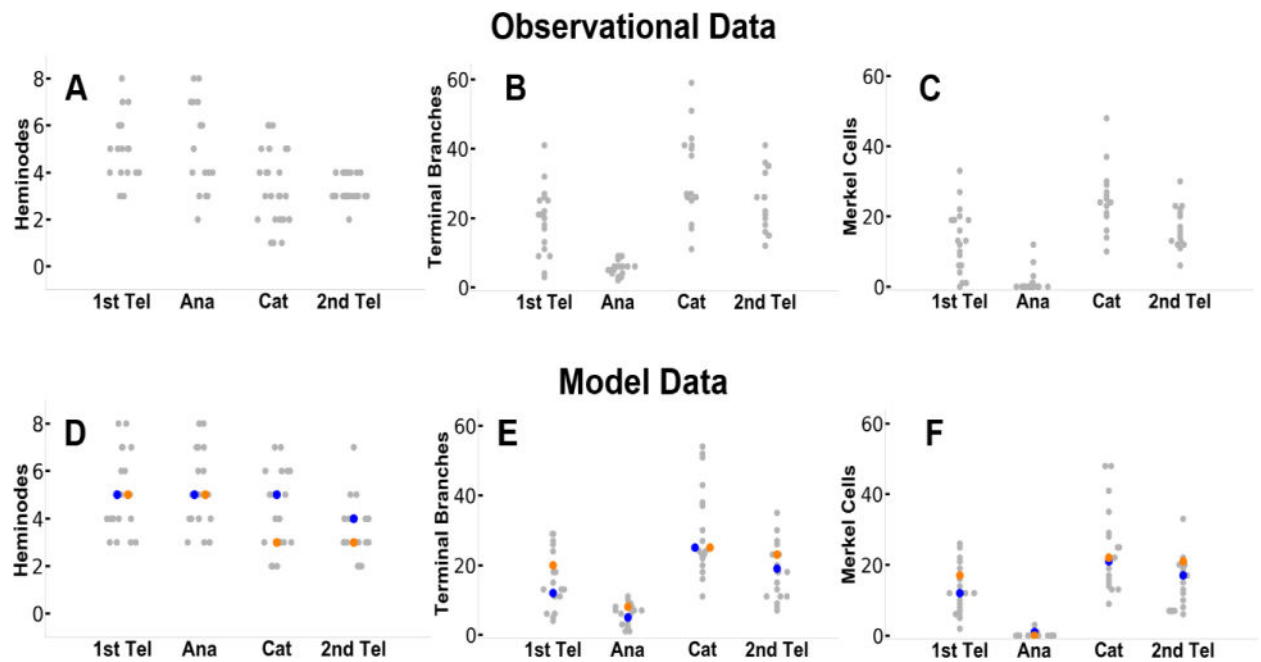 Observational Data
A
Heminodes
8
6
4
2
0
1st Tel Ana Cat 2nd Tel
B
Terminal Branches
60
40
20
0
1st Tel Ana Cat 2nd Tel
C
Merkel Cells
60
40
20
0
1st Tel Ana Cat 2nd Tel
Model Data
D
Heminodes
8
6
4
2
0
1st Tel Ana Cat 2nd Tel
E
Terminal Branches
60
40
20
0
1st Tel Ana Cat 2nd Tel
F
Merkel Cells
60
40
20
0
1st Tel Ana Cat 2nd Tel